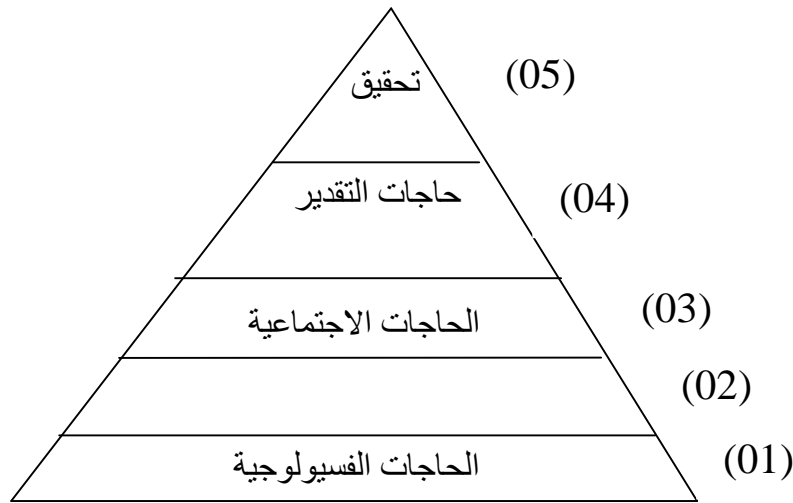 تحقيق (05)
حاجات التقدير (04)
الحاجات الاجتماعية (03)
(02)
الحاجات الفسيولوجية (01)